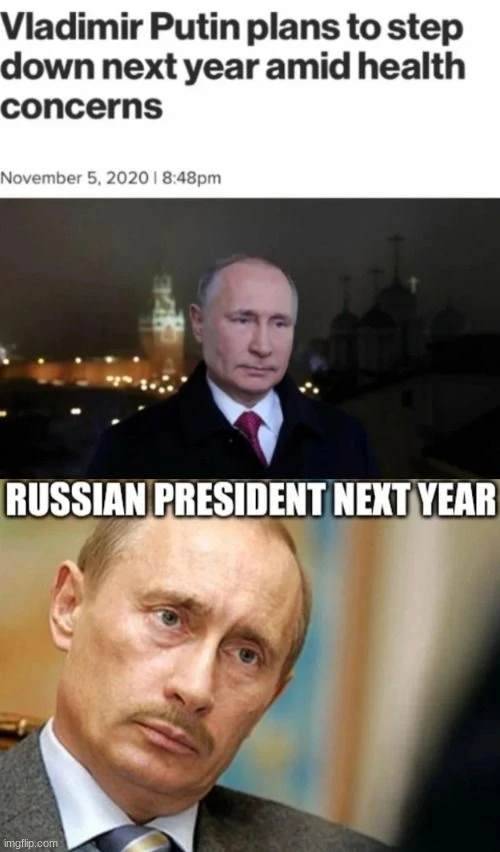 Vladimir Putin plans to step
down next year amid health
concerns
November 5, 2020 | 8:48pm
RUSSIAN PRESIDENT NEXT YEAR
imgflip.com